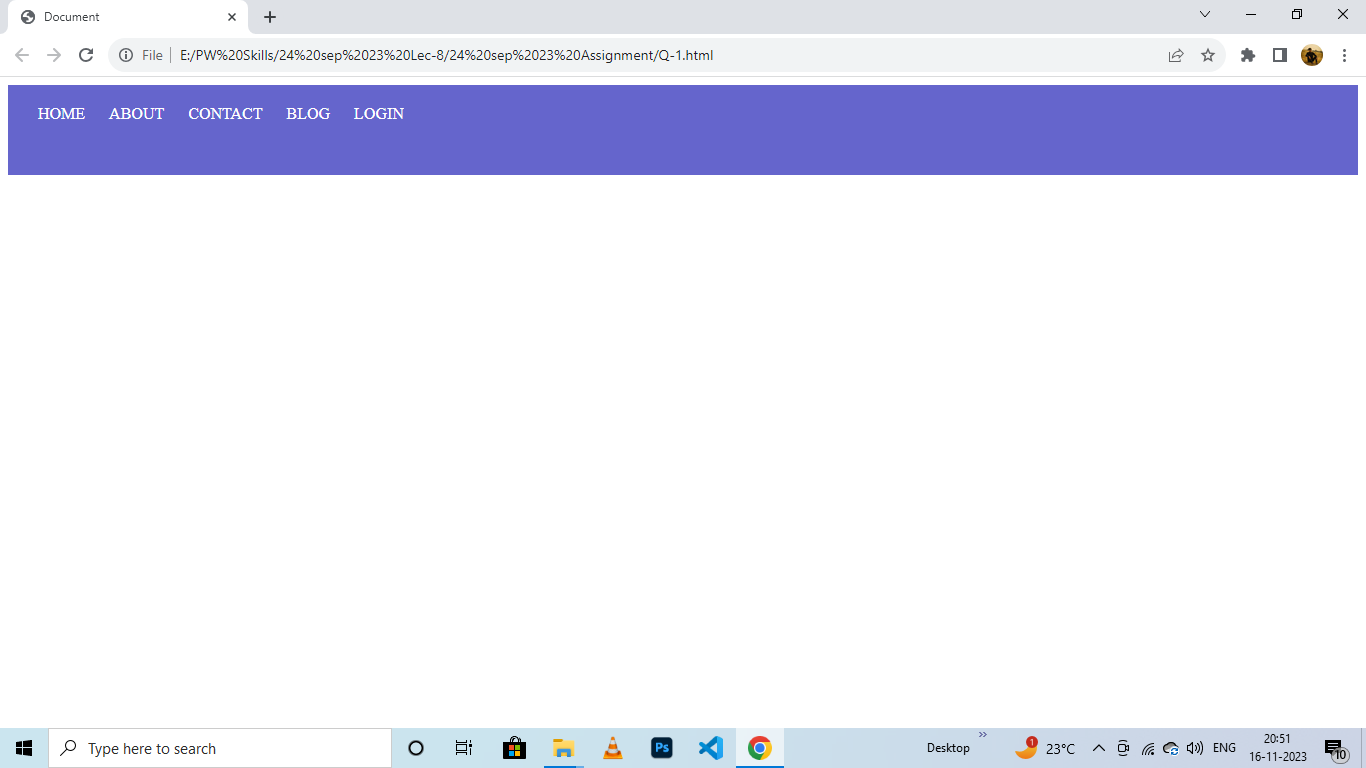 Document
File E:/PW%20Skills/24%20sep%2023%20Lec-8/24%20sep%2023%20Assignment/Q-1.html
HOME ABOUT CONTACT BLOG LOGIN
Type here to search
Ps
Desktop
1
23°C
ENG
20:51
16-11-2023
10